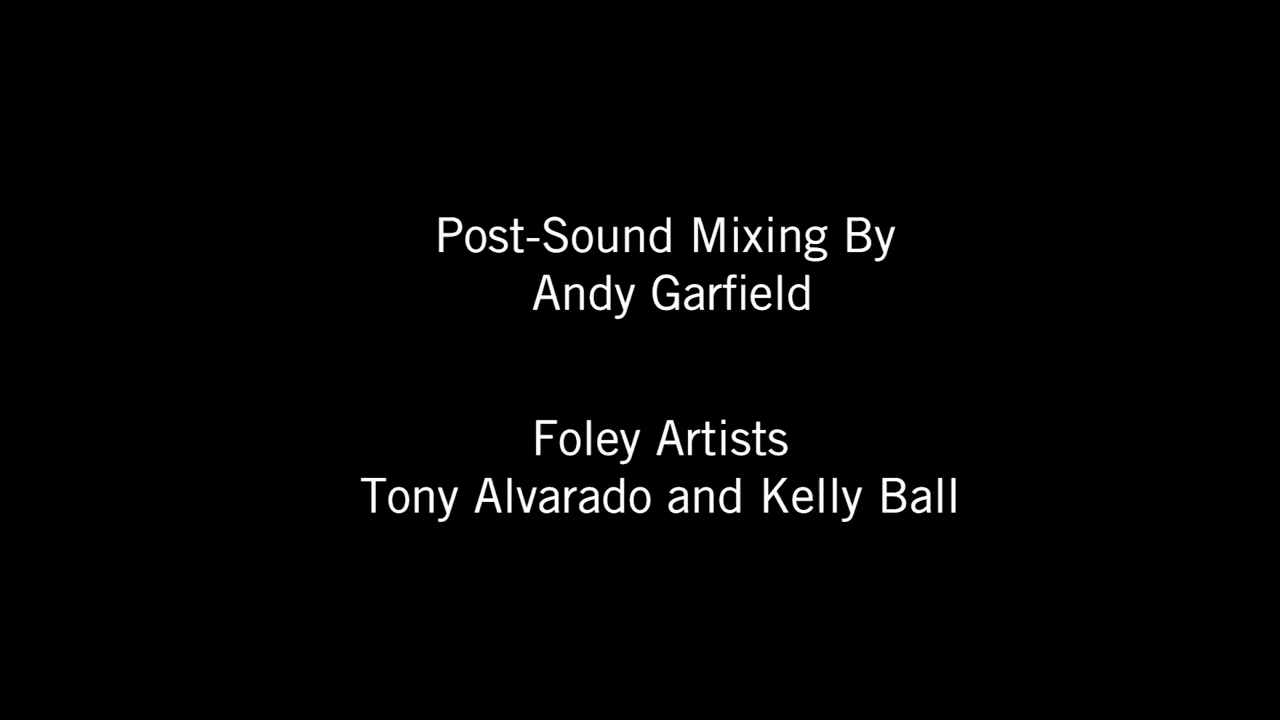 Post-Sound Mixing By
Andy Garfield
Foley Artists
Tony Alvarado and Kelly Ball